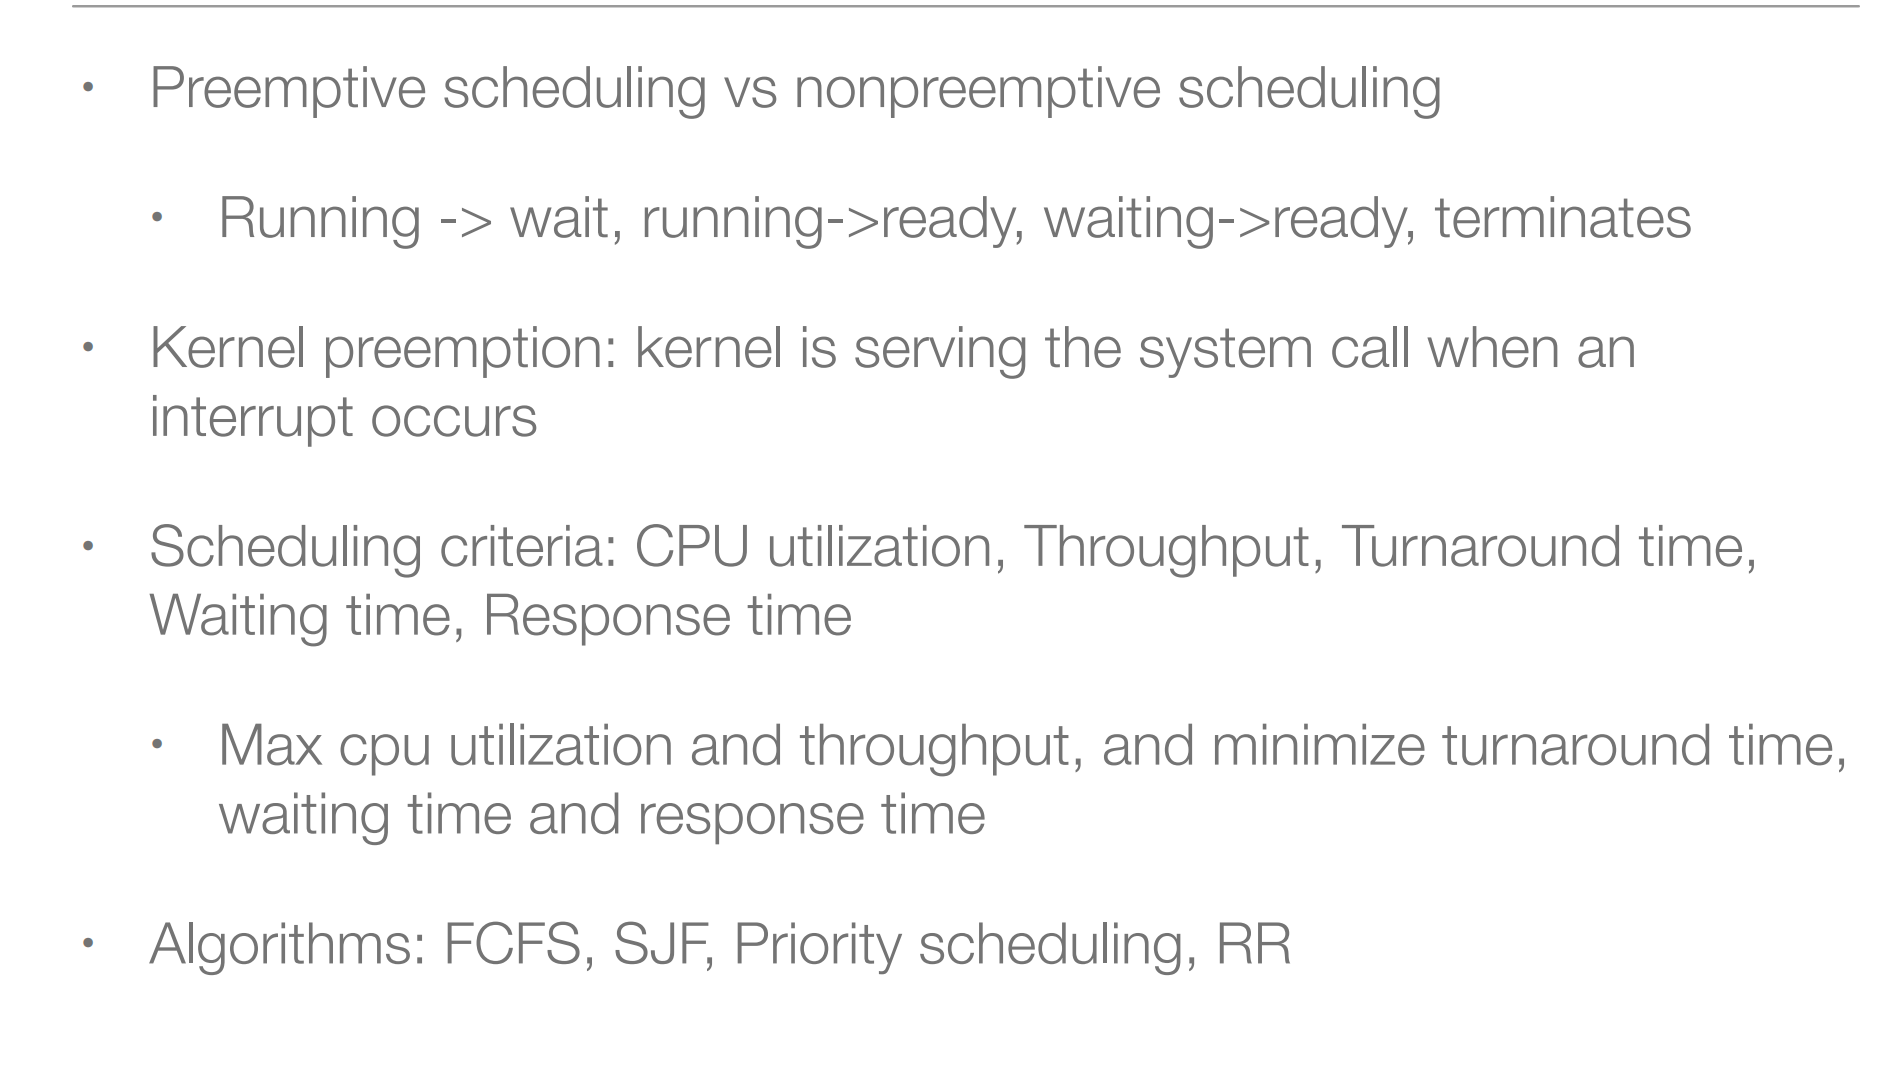 • Preemptive scheduling vs nonpreemptive scheduling
• Running -> wait, running->ready, waiting->ready, terminates
• Kernel preemption: kernel is serving the system call when an
interrupt occurs
• Scheduling criteria: CPU utilization, Throughput, Turnaround time,
Waiting time, Response time
• Max cpu utilization and throughput, and minimize turnaround time,
waiting time and response time
• Algorithms: FCFS, SJF, Priority scheduling, RR